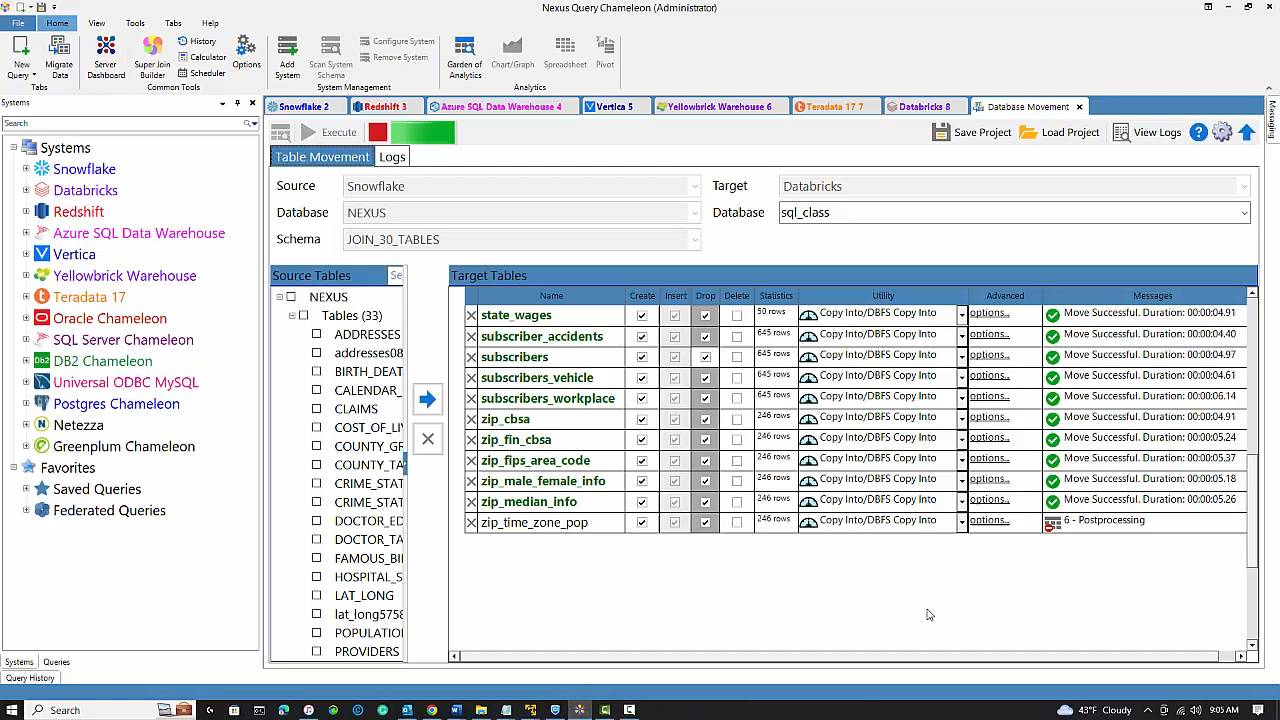 Nexus Query Chameleon (Administrator)
File Home View Tools Tabs Help
New Query
Migrate Data
Tabs
Server Dashboard
Super Join Builder
History
Calculator
Scheduler
Options
Common Tools
Add System
Scan System Schema
Configure System
Remove System
System Management
Garden of Analytics
Chart/Graph
Spreadsheet
Pivot
Analytics
Systems
Search
Systems
Snowflake
Databricks
Redshift
Azure SQL Data Warehouse
Vertica
Yellowbrick Warehouse
Teradata 17
Oracle Chameleon
SQL Server Chameleon
DB2 Chameleon
Universal ODBC MySQL
Postgres Chameleon
Netezza
Greenplum Chameleon
Favorites
Saved Queries
Federated Queries
Systems Queries
Query History
Snowflake 2 Redshift 3 Azure SQL Data Warehouse 4 Vertica 5 Yellowbrick Warehouse 6 Teradata 17 7 Databricks 8 Database Movement
Messaging
Execute Save Project Load Project View Logs
Table Movement Logs
Source Snowflake Target Databricks
Database NEXUS Database sql_class
Schema JOIN_30_TABLES
Source Tables Se
NEXUS
Tables (33)
ADDRESSES
addresses08
BIRTH_DEAT
CALENDAR_
CLAIMS
COST_OF_LI
COUNTY_GR
COUNTY_TA
CRIME_STAT
CRIME_STAT
DOCTOR_ED
DOCTOR_TA
FAMOUS_BI
HOSPITAL_S
LAT_LONG
lat_long5758
POPULATIO
PROVIDERS
Target Tables
Name Create Insert Drop Delete Statistics Utility Advanced Messages
state_wages 50 rows Copy Into/DBFS Copy Into options.. Move Successful. Duration: 00:00:04.91
subscriber_accidents 645 rows Copy Into/DBFS Copy Into options.. Move Successful. Duration: 00:00:04.40
subscribers 645 rows Copy Into/DBFS Copy Into options.. Move Successful. Duration: 00:00:04.97
subscribers_vehicle 645 rows Copy Into/DBFS Copy Into options.. Move Successful. Duration: 00:00:04.61
subscribers_workplace 645 rows Copy Into/DBFS Copy Into options.. Move Successful. Duration: 00:00:06.14
zip_cbsa 246 rows Copy Into/DBFS Copy Into options.. Move Successful. Duration: 00:00:04.91
zip_fin_cbsa 246 rows Copy Into/DBFS Copy Into options.. Move Successful. Duration: 00:00:05.24
zip_fips_area_code 246 rows Copy Into/DBFS Copy Into options.. Move Successful. Duration: 00:00:05.37
zip_male_female_info 246 rows Copy Into/DBFS Copy Into options.. Move Successful. Duration: 00:00:05.18
zip_median_info 246 rows Copy Into/DBFS Copy Into options.. Move Successful. Duration: 00:00:05.26
zip_time_zone_pop 246 rows Copy Into/DBFS Copy Into options.. 6 - Postprocessing
Search 43°F Cloudy 9:05 AM